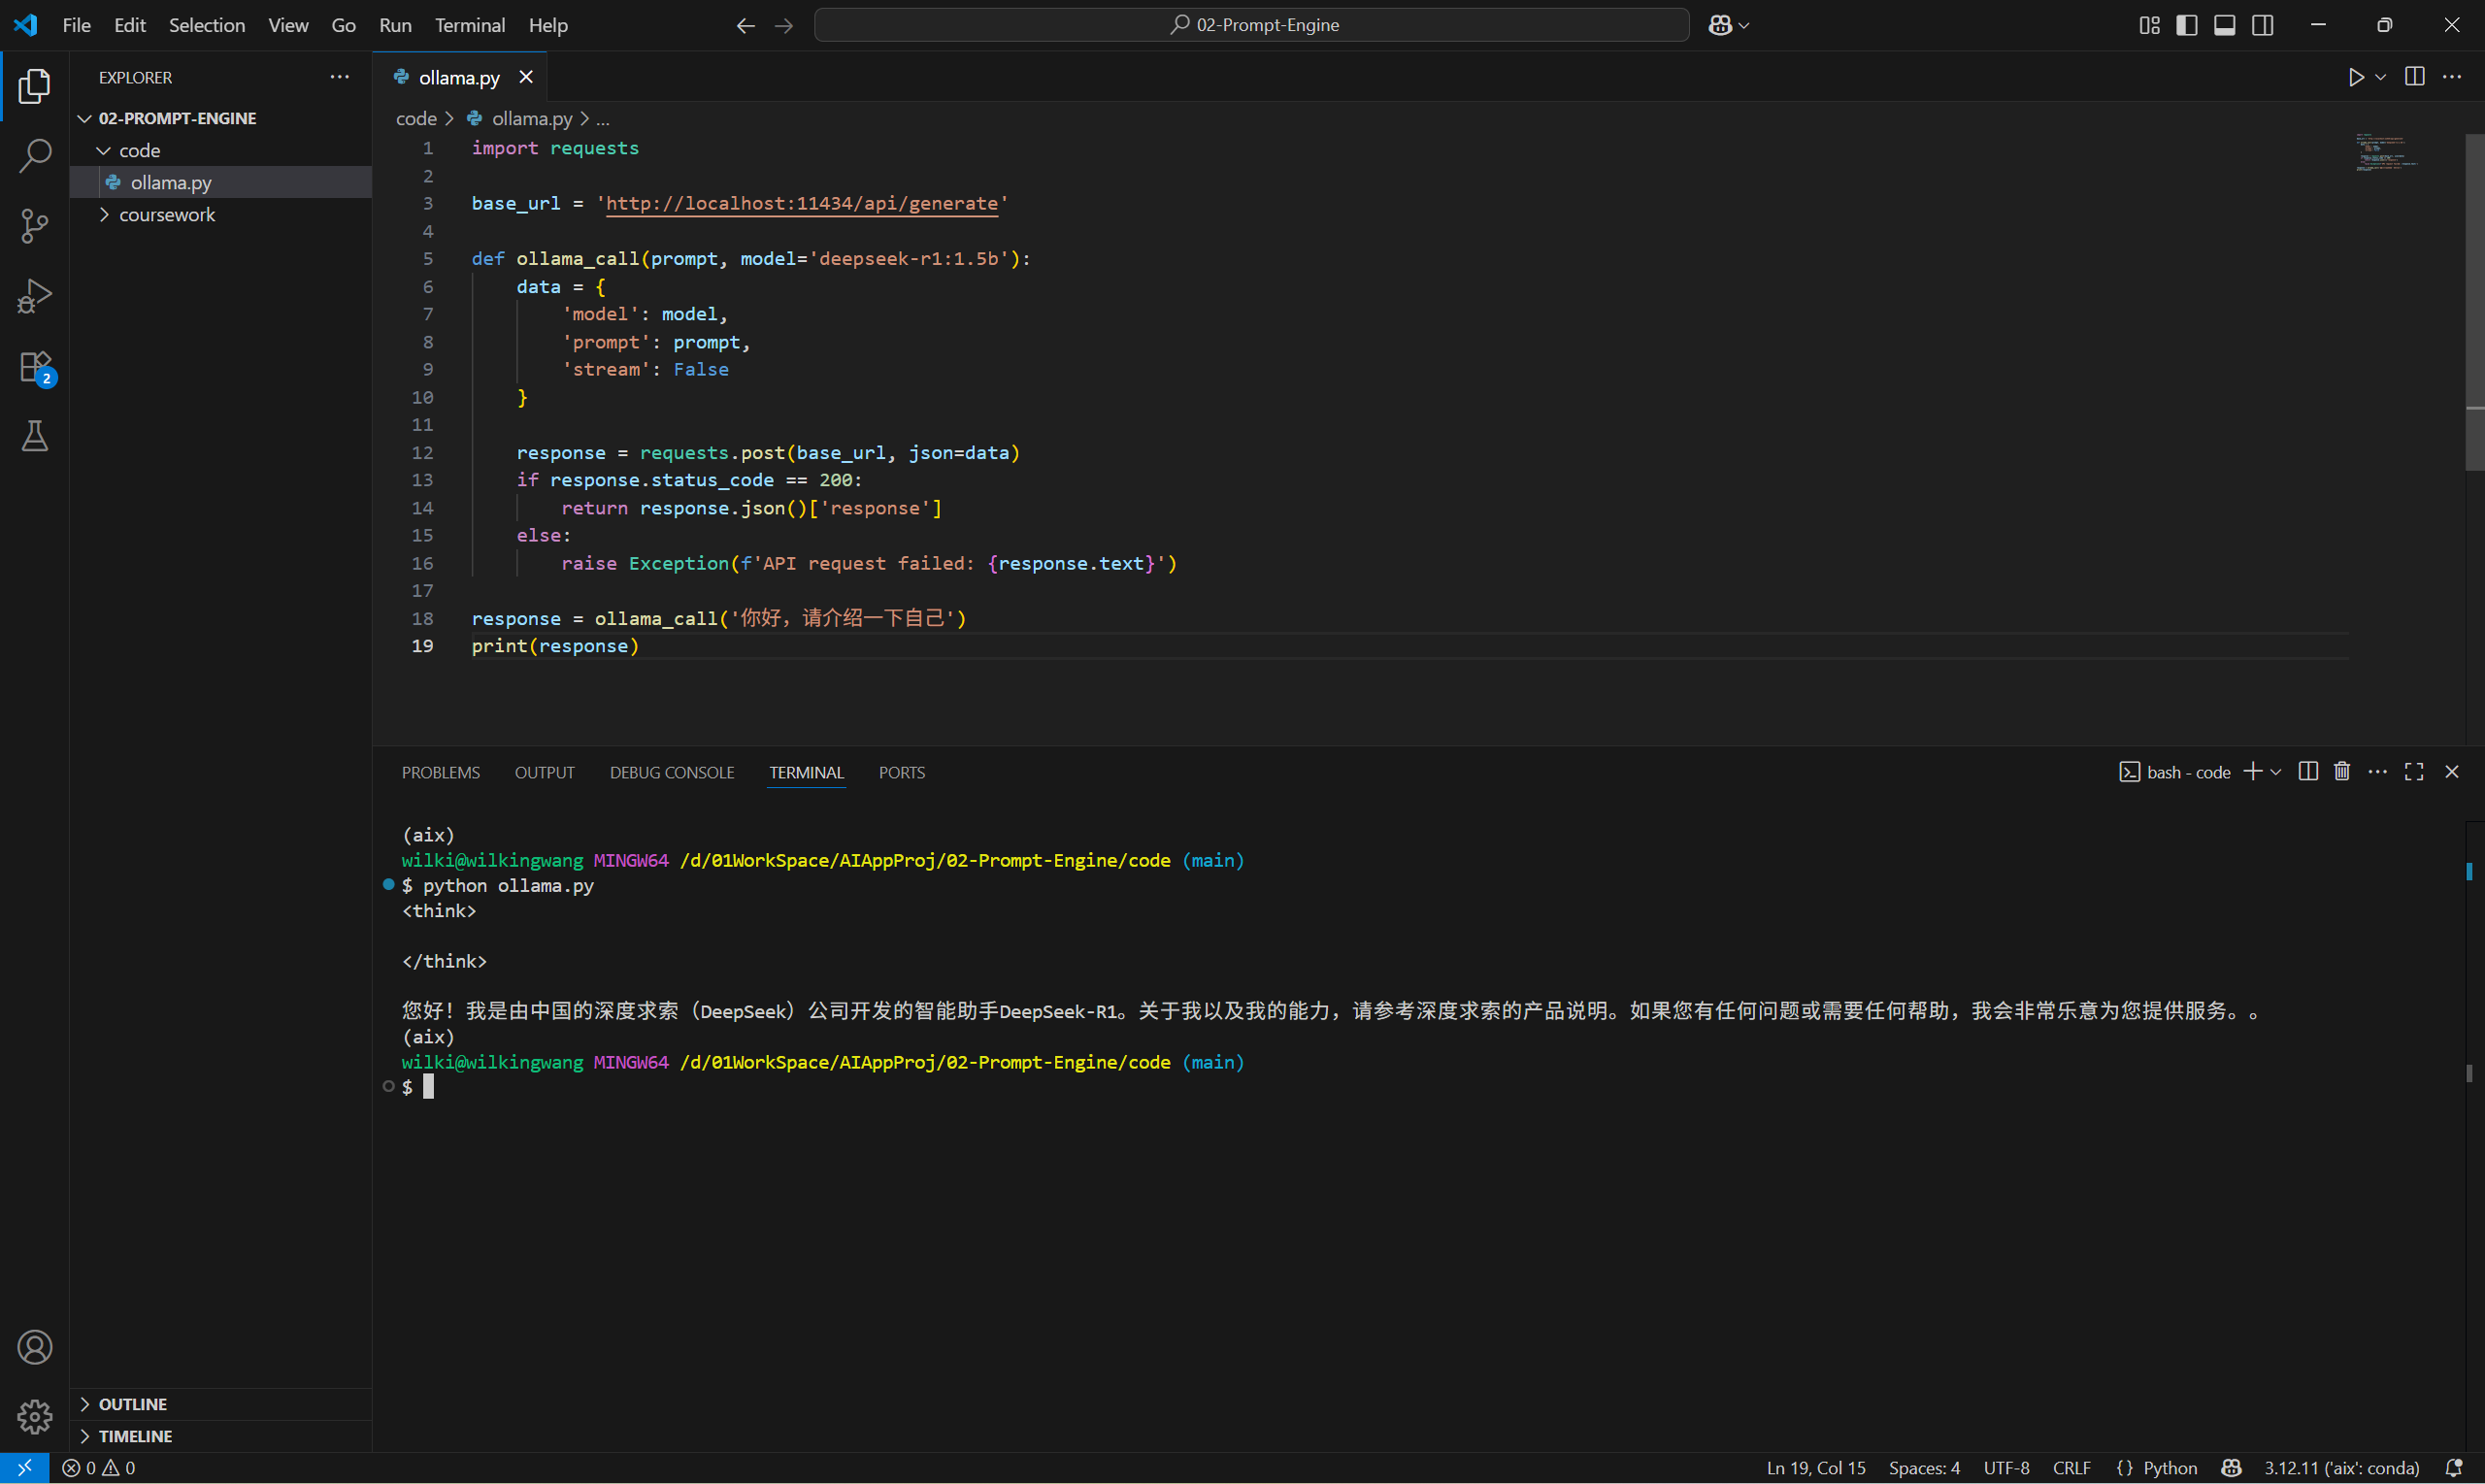 File Edit Selection View Go Run Terminal Help
02-Prompt-Engine
EXPLORER
ollama.py
02-PROMPT-ENGINE
code
ollama.py
coursework
code > ollama.py > ...
1 import requests
2
3 base_url = 'http://localhost:11434/api/generate'
4
5 def ollama_call(prompt, model='deepseek-r1:1.5b'):
6     data = {
7         'model': model,
8         'prompt': prompt,
9         'stream': False
10     }
11
12     response = requests.post(base_url, json=data)
13     if response.status_code == 200:
14         return response.json()['response']
15     else:
16         raise Exception(f'API request failed: {response.text}')
17
18 response = ollama_call('你好，请介绍一下自己')
19 print(response)
2
PROBLEMS OUTPUT DEBUG CONSOLE TERMINAL PORTS
bash - code
(aix)
wilki@wilkingwang MINGW64 /d/01WorkSpace/AIAppProj/02-Prompt-Engine/code (main)
$ python ollama.py
<think>
</think>
您好！我是由中国的深度求索（DeepSeek）公司开发的智能助手DeepSeek-R1。关于我以及我的能力，请参考深度求索的产品说明。如果您有任何问题或需要任何帮助，我会非常乐意为您提供服务。。
(aix)
wilki@wilkingwang MINGW64 /d/01WorkSpace/AIAppProj/02-Prompt-Engine/code (main)
$
OUTLINE
TIMELINE
0 0
Ln 19, Col 15 Spaces: 4 UTF-8 CRLF {} Python 3.12.11 ('aix': conda)